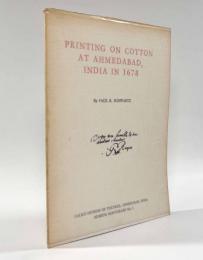 PRINTING ON COTTON
AT AHMEDABAD,
INDIA IN 1678
By PAUL R. SCHWARTZ
CALICO MUSEUM OF TEXTILES, AHMEDABAD, INDIA
MUSEUM MONOGRAPH No. 1